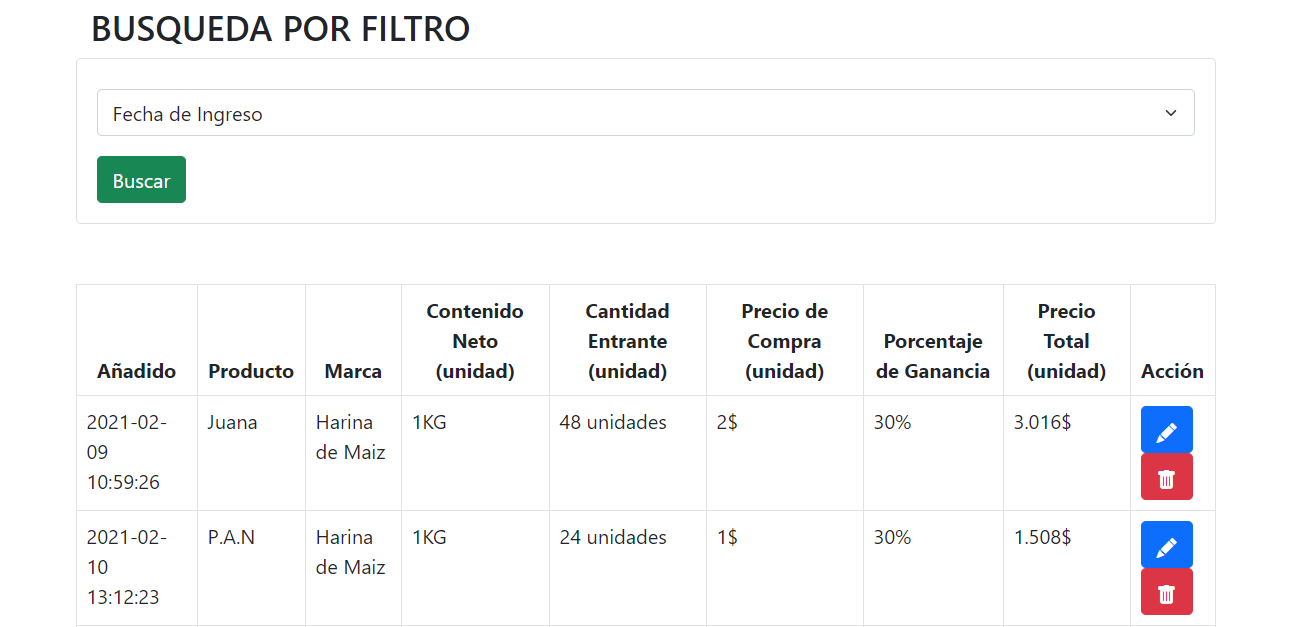 BUSQUEDA POR FILTRO
Fecha de Ingreso
Buscar
Añadido Producto Marca Contenido Neto (unidad) Cantidad Entrante (unidad) Precio de Compra (unidad) Porcentaje de Ganancia Precio Total (unidad) Acción
2021-02-09 10:59:26 Juana Harina de Maiz 1KG 48 unidades 2$ 30% 3.016$
2021-02-10 13:12:23 P.A.N Harina de Maiz 1KG 24 unidades 1$ 30% 1.508$